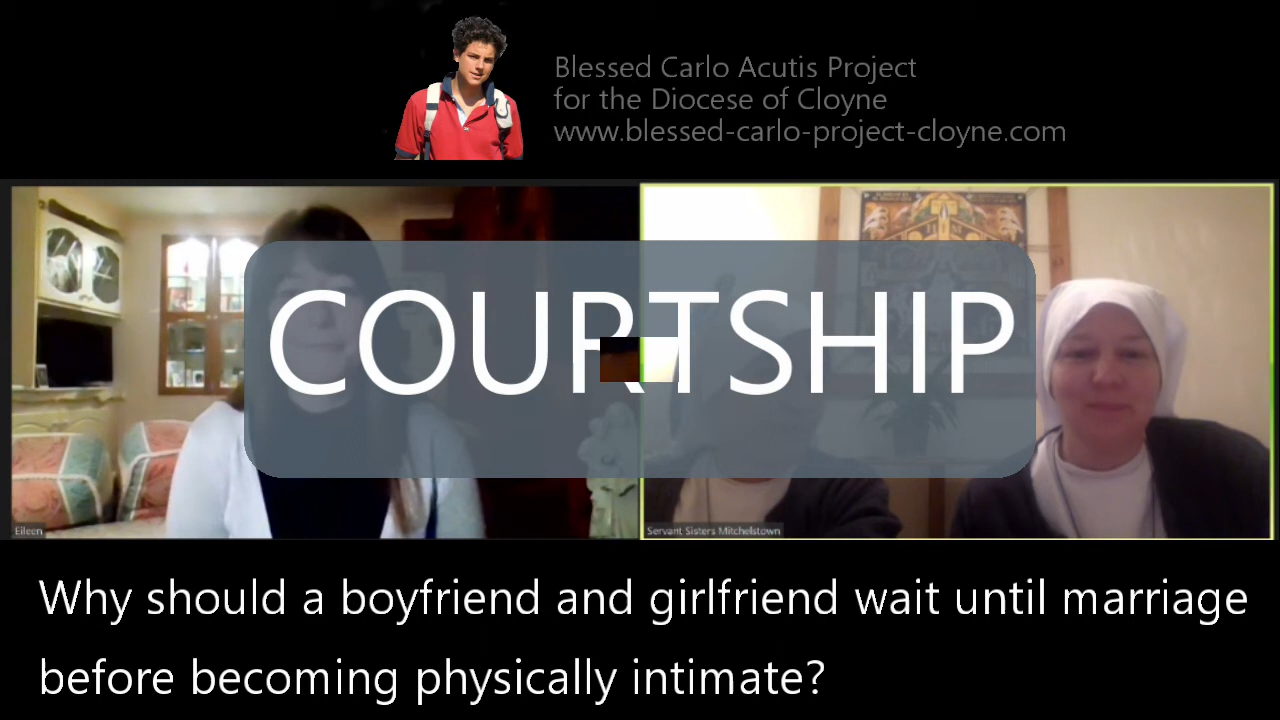 Blessed Carlo Acutis Project
for the Diocese of Cloyne
www.blessed-carlo-project-cloyne.com
COURTSHIP
Eileen
Servant Sisters Mitchelstown
Why should a boyfriend and girlfriend wait until marriage
before becoming physically intimate?